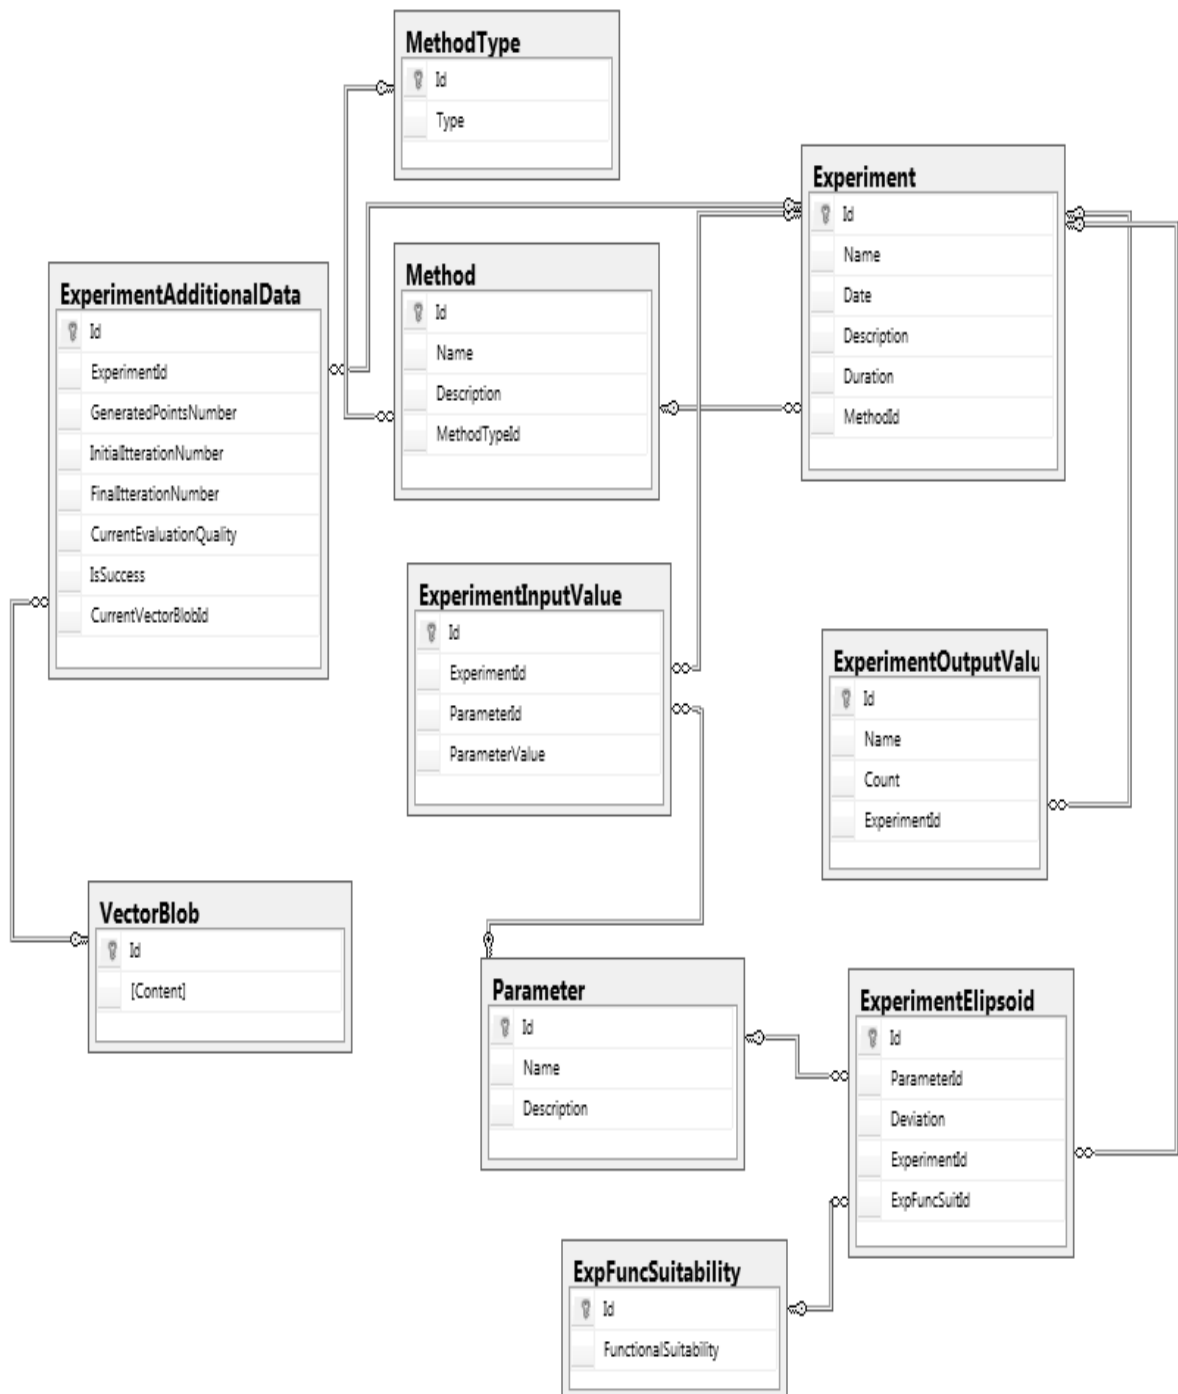 MethodType
Id
Type
Experiment
Id
Name
Date
Description
Duration
MethodId
Method
Id
Name
Description
MethodTypeId
ExperimentAdditionalData
Id
ExperimentId
GeneratedPointsNumber
InitialItterationNumber
FinalItterationNumber
CurrentEvaluationQuality
IsSuccess
CurrentVectorBlobId
ExperimentInputValue
Id
ExperimentId
ParameterId
ParameterValue
ExperimentOutputValu
Id
Name
Count
ExperimentId
VectorBlob
Id
[Content]
Parameter
Id
Name
Description
ExperimentElipsoid
Id
ParameterId
Deviation
ExperimentId
ExpFuncSuitId
ExpFuncSuitability
Id
FunctionalSuitability